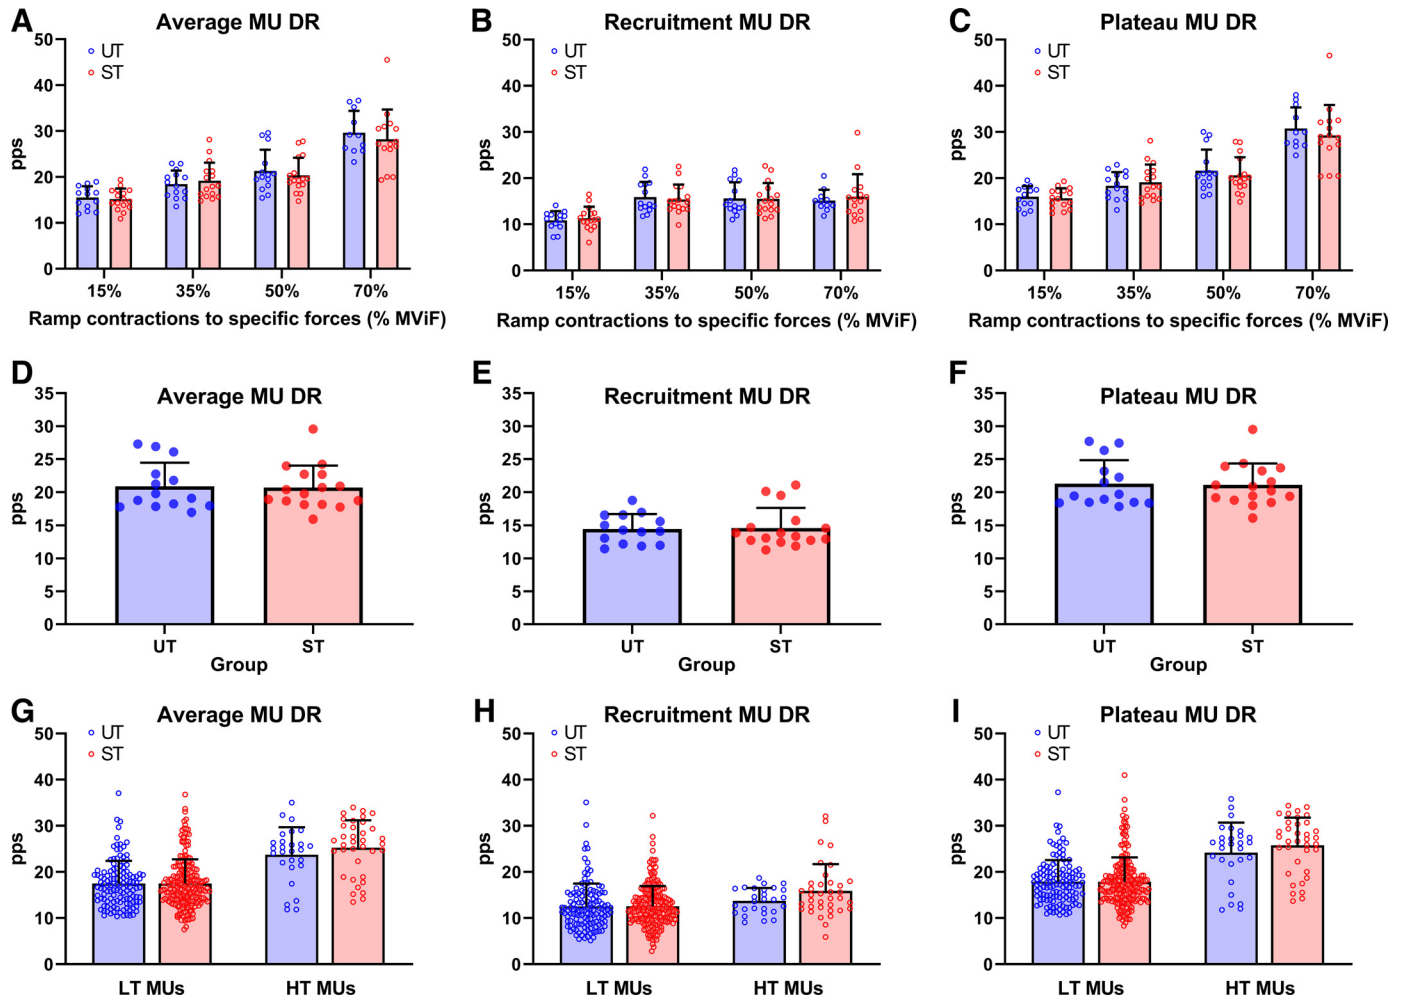 A
Average MU DR
UT
ST
pps
50
40
30
20
10
0
15%
35%
50%
70%
Ramp contractions to specific forces (% MViF)
B
Recruitment MU DR
UT
ST
pps
50
40
30
20
10
0
15%
35%
50%
70%
Ramp contractions to specific forces (% MViF)
C
Plateau MU DR
UT
ST
pps
50
40
30
20
10
0
15%
35%
50%
70%
Ramp contractions to specific forces (% MViF)
D
Average MU DR
pps
35
30
25
20
15
10
5
0
UT
ST
Group
E
Recruitment MU DR
pps
35
30
25
20
15
10
5
0
UT
ST
Group
F
Plateau MU DR
pps
35
30
25
20
15
10
5
0
UT
ST
Group
G
Average MU DR
UT
ST
pps
50
40
30
20
10
0
LT MUs
HT MUs
H
Recruitment MU DR
UT
ST
pps
50
40
30
20
10
0
LT MUs
HT MUs
I
Plateau MU DR
UT
ST
pps
50
40
30
20
10
0
LT MUs
HT MUs